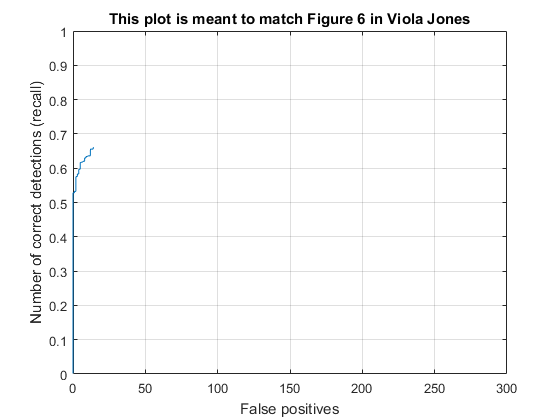 This plot is meant to match Figure 6 in Viola Jones
1
0.9
0.8
0.7
0.6
0.5
0.4
0.3
0.2
0.1
0
Number of correct detections (recall)
0 50 100 150 200 250 300
False positives